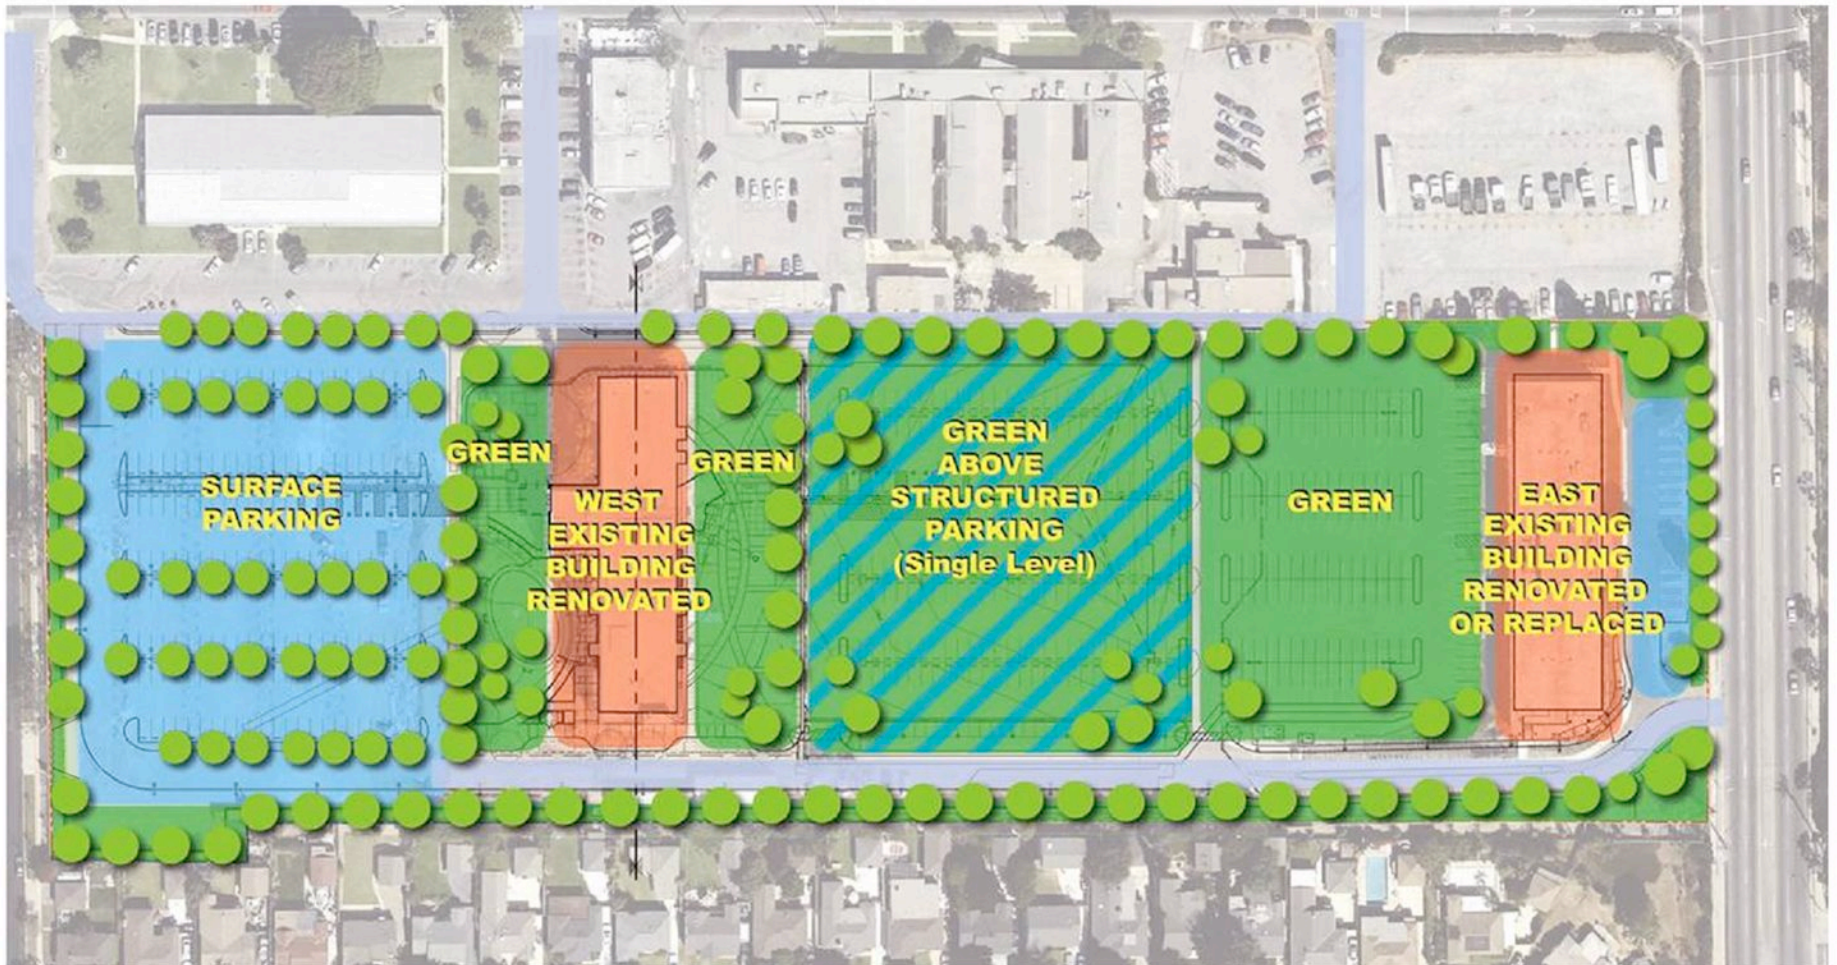 SURFACE
PARKING
GREEN
WEST
EXISTING
BUILDING
RENOVATED
GREEN
GREEN
ABOVE
STRUCTURED
PARKING
(Single Level)
GREEN
EAST
EXISTING
BUILDING
RENOVATED
OR REPLACED